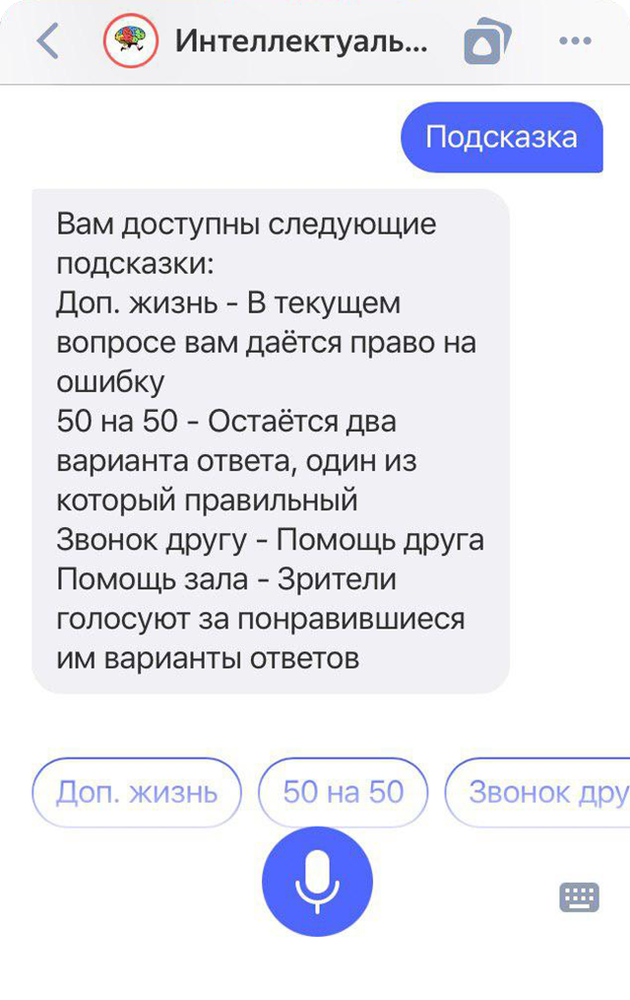 Интеллектуаль...
Подсказка
Вам доступны следующие
подсказки:
Доп. жизнь - В текущем
вопросе вам даётся право на
ошибку
50 на 50 - Остаётся два
варианта ответа, один из
который правильный
Звонок другу - Помощь друга
Помощь зала - Зрители
голосуют за понравившиеся
им варианты ответов
Доп. жизнь 50 на 50 Звонок дру